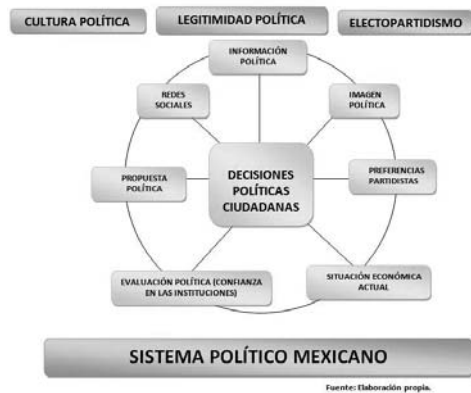 CULTURA POLÍTICA
LEGITIMIDAD POLÍTICA
ELECTOPARTIDISMO
INFORMACIÓN
POLÍTICA
REDES
SOCIALES
IMAGEN
POLÍTICA
PROPUESTA
POLÍTICA
DECISIONES
POLÍTICAS
CIUDADANAS
PREFERENCIAS
PARTIDISTAS
EVALUACIÓN POLÍTICA (CONFIANZA
EN LAS INSTITUCIONES)
SITUACIÓN ECONÓMICA
ACTUAL
SISTEMA POLÍTICO MEXICANO
Fuente: Elaboración propia.